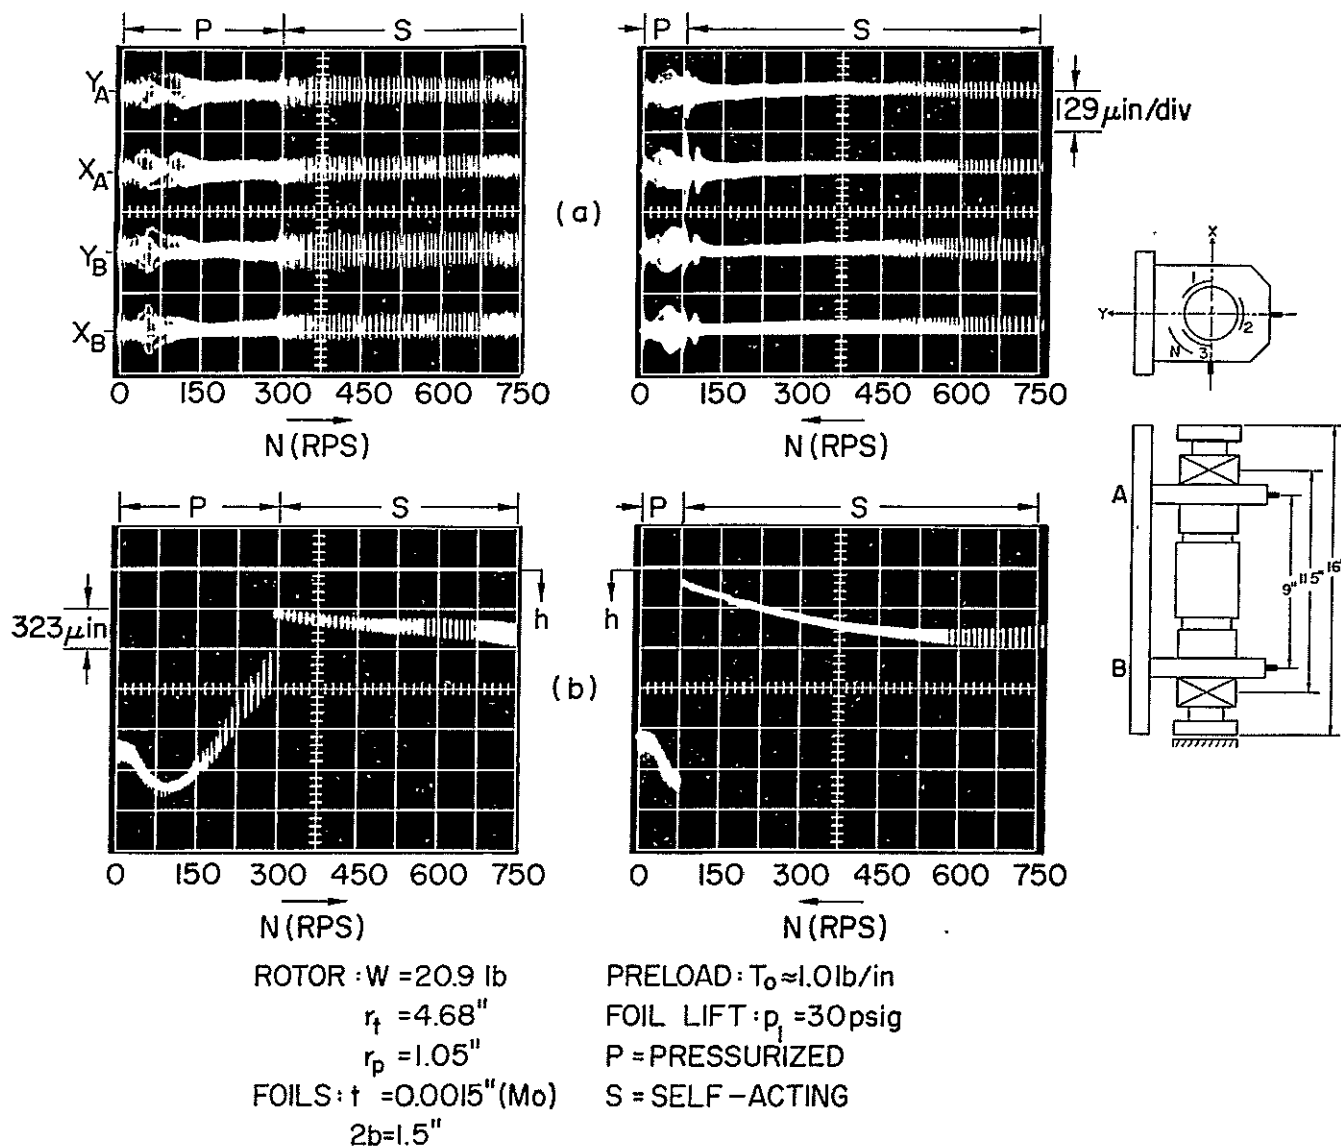 P S P S
Y_A
X_A
Y_B
X_B
129 μin/div
(a)
0 150 300 450 600 750
0 150 300 450 600 750
N (RPS)
N (RPS)
X
Y
1
2
3
N
P S P S
323 μin
h
h
(b)
0 150 300 450 600 750
0 150 300 450 600 750
N (RPS)
N (RPS)
A
B
9"
11.5"
16"
ROTOR : W = 20.9 lb
r_t = 4.68"
r_p = 1.05"
FOILS : t = 0.0015" (Mo)
2b = 1.5"
PRELOAD : T_o ≈ 1.0 lb/in
FOIL LIFT : p_1 = 30 psig
P = PRESSURIZED
S = SELF-ACTING